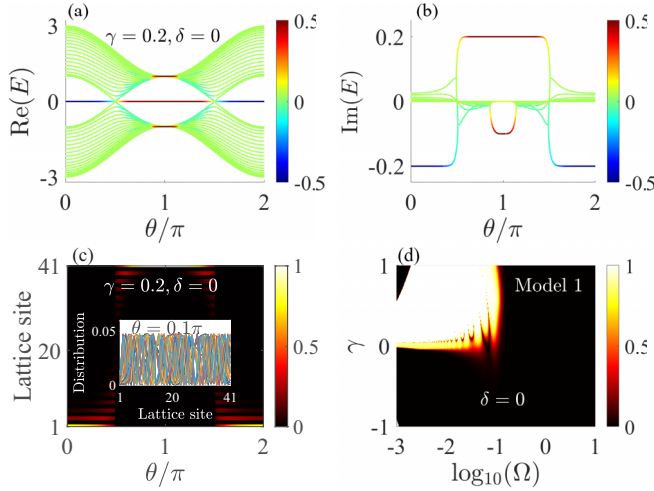 (a)
γ = 0.2, δ = 0
Re(E)
3
0
-3
0
1
2
θ/π
0.5
0
-0.5
(b)
Im(E)
0.2
0
-0.2
0
1
2
θ/π
0.5
0
-0.5
(c)
γ = 0.2, δ = 0
Lattice site
41
20
1
0
1
2
θ/π
θ = 0.1π
Distribution
0.05
0
1
20
41
Lattice site
1
0.5
0
(d)
Model 1
δ = 0
γ
1
0
-1
-3
-2
-1
0
1
log₁₀(Ω)
1
0.5
0